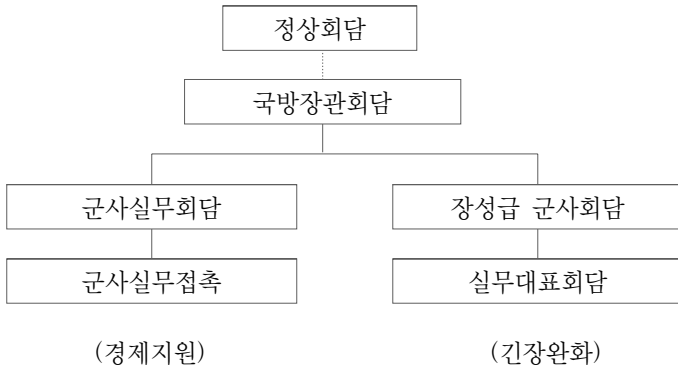 정상회담
국방장관회담
군사실무회담
장성급 군사회담
군사실무접촉
실무대표회담
(경제지원)
(긴장완화)